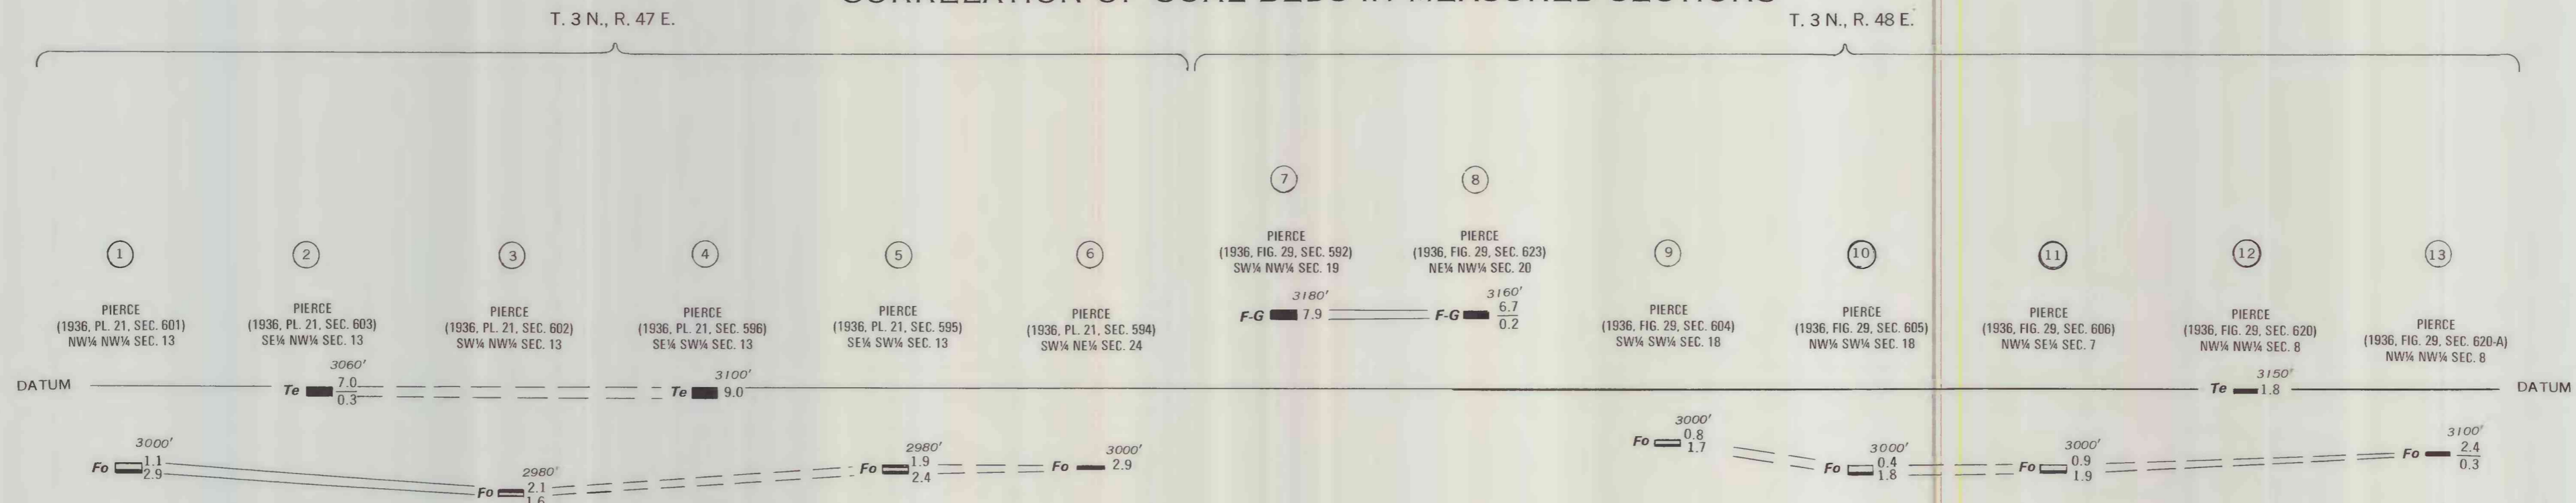 CORRELATION OF COAL BEDS IN MEASURED SECTIONS
T. 3 N., R. 47 E.
T. 3 N., R. 48 E.
7
8
PIERCE
(1936, FIG. 29, SEC. 592)
SW¼ NW¼ SEC. 19
PIERCE
(1936, FIG. 29, SEC. 623)
NE¼ NW¼ SEC. 20
3180'
F-G 7.9
3160'
F-G 6.7
0.2
1
2
3
4
5
6
9
10
11
12
13
PIERCE
(1936, PL. 21, SEC. 601)
NW¼ NW¼ SEC. 13
PIERCE
(1936, PL. 21, SEC. 603)
SE¼ NW¼ SEC. 13
PIERCE
(1936, PL. 21, SEC. 602)
SW¼ NW¼ SEC. 13
PIERCE
(1936, PL. 21, SEC. 596)
SE¼ SW¼ SEC. 13
PIERCE
(1936, PL. 21, SEC. 595)
SE¼ SW¼ SEC. 13
PIERCE
(1936, PL. 21, SEC. 594)
SW¼ NE¼ SEC. 24
PIERCE
(1936, FIG. 29, SEC. 604)
SW¼ SW¼ SEC. 18
PIERCE
(1936, FIG. 29, SEC. 605)
NW¼ SW¼ SEC. 18
PIERCE
(1936, FIG. 29, SEC. 606)
NW¼ SE¼ SEC. 7
PIERCE
(1936, FIG. 29, SEC. 620)
NW¼ NW¼ SEC. 8
PIERCE
(1936, FIG. 29, SEC. 620-A)
NW¼ NW¼ SEC. 8
DATUM
3060'
Te 7.0
0.3
3100'
Te 9.0
3150'
Te 1.8
DATUM
3000'
Fo 1.1
2.9
2980'
Fo 2.1
1.6
2980'
Fo 1.9
2.4
3000'
Fo 2.9
3000'
Fo 0.8
1.7
3000'
Fo 0.4
1.8
3000'
Fo 0.9
1.9
3100'
Fo 2.4
0.3